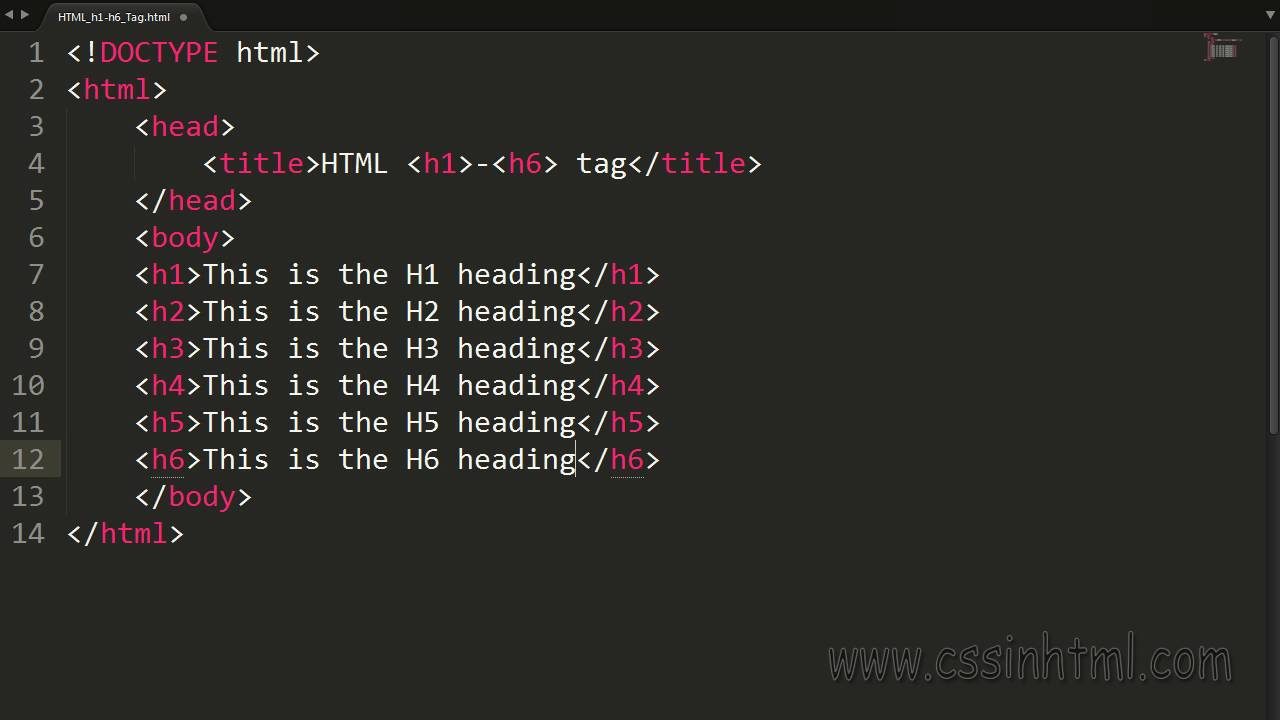 HTML_h1-h6_Tag.html
1 <!DOCTYPE html>
2 <html>
3 <head>
4 <title>HTML <h1>-<h6> tag</title>
5 </head>
6 <body>
7 <h1>This is the H1 heading</h1>
8 <h2>This is the H2 heading</h2>
9 <h3>This is the H3 heading</h3>
10 <h4>This is the H4 heading</h4>
11 <h5>This is the H5 heading</h5>
12 <h6>This is the H6 heading</h6>
13 </body>
14 </html>
www.cssinhtml.com